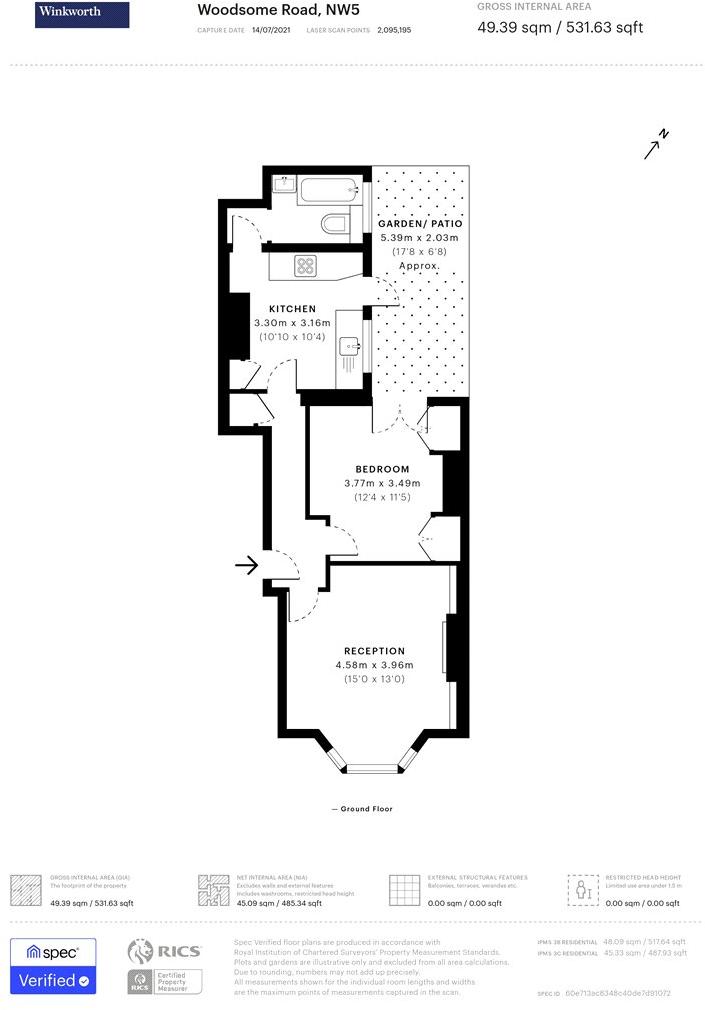 Winkworth
Woodsome Road, NW5
CAPTURE DATE 14/07/2021 LASER SCAN POINTS 2,095,195
GROSS INTERNAL AREA
49.39 sqm / 531.63 sqft
N
GARDEN/ PATIO
5.39m x 2.03m
(17'8 x 6'8)
Approx.
KITCHEN
3.30m x 3.16m
(10'10 x 10'4)
BEDROOM
3.77m x 3.49m
(12'4 x 11'5)
RECEPTION
4.58m x 3.96m
(15'0 x 13'0)
— Ground Floor
GROSS INTERNAL AREA (GIA)
The footprint of the property
49.39 sqm / 531.63 sqft
NET INTERNAL AREA (NIA)
Excludes walls and external features
Includes washrooms, restricted head height
45.09 sqm / 485.34 sqft
EXTERNAL STRUCTURAL FEATURES
Balconies, terraces, verandas etc.
0.00 sqm / 0.00 sqft
RESTRICTED HEAD HEIGHT
Limited use area under 1.5 m
0.00 sqm / 0.00 sqft
spec
Verified
RICS
RICS
Certified
Property
Measurer
Spec Verified floor plans are produced in accordance with
Royal Institution of Chartered Surveyors' Property Measurement Standards.
Plots and gardens are illustrative only and excluded from all area calculations.
Due to rounding, numbers may not add up precisely.
All measurements shown for the individual room lengths and widths
are the maximum points of measurements captured in the scan.
IPMS 3B RESIDENTIAL 48.09 sqm / 517.64 sqft
IPMS 3C RESIDENTIAL 45.33 sqm / 487.93 sqft
SPEC ID 60e713ac8348c40de7d91072